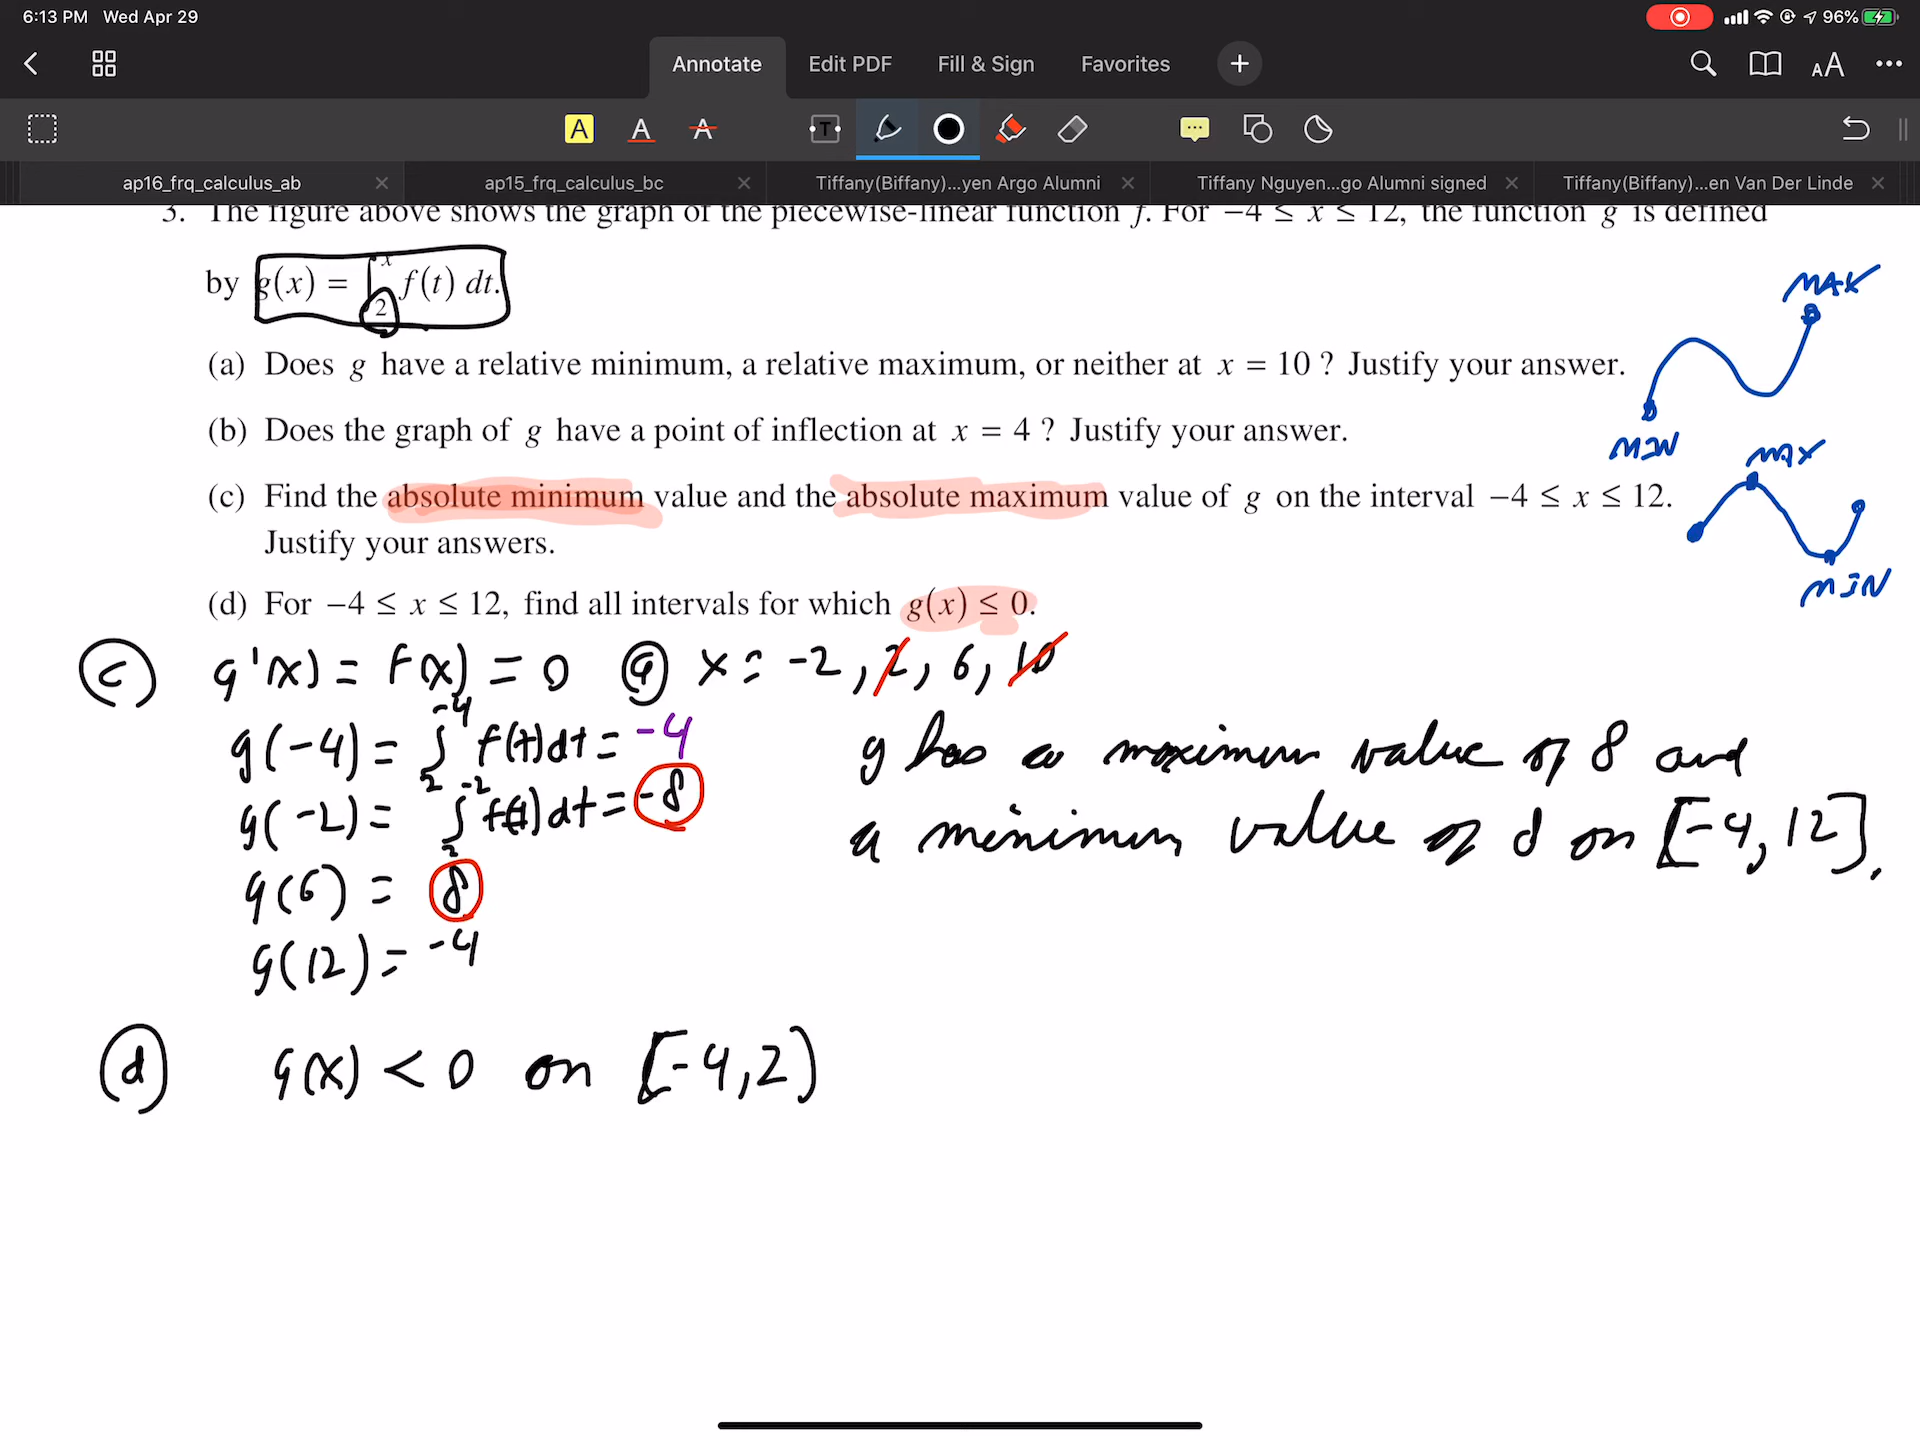 6:13 PM Wed Apr 29
96%
Annotate Edit PDF Fill & Sign Favorites
ap16_frq_calculus_ab ap15_frq_calculus_bc Tiffany(Biffany)...yen Argo Alumni Tiffany Nguyen...go Alumni signed Tiffany(Biffany)...en Van Der Linde
3. The figure above shows the graph of the piecewise-linear function f. For −4 ≤ x ≤ 12, the function g is defined
by g(x) = ∫₂ˣ f(t) dt.
MAX
(a) Does g have a relative minimum, a relative maximum, or neither at x = 10 ? Justify your answer.
(b) Does the graph of g have a point of inflection at x = 4 ? Justify your answer.
MIN
MAX
(c) Find the absolute minimum value and the absolute maximum value of g on the interval −4 ≤ x ≤ 12.
Justify your answers.
MIN
(d) For −4 ≤ x ≤ 12, find all intervals for which g(x) ≤ 0.
(c) g'(x) = f(x) = 0 @ x = -2, 2, 6, 10
g(-4) = ∫₂⁻⁴ f(t)dt = -4
g(-2) = ∫₂⁻² f(t)dt = -8
g(6) = 8
g(12) = -4
g has a maximum value of 8 and
a minimum value of 8 on [-4, 12].
(d) g(x) < 0 on [-4, 2)